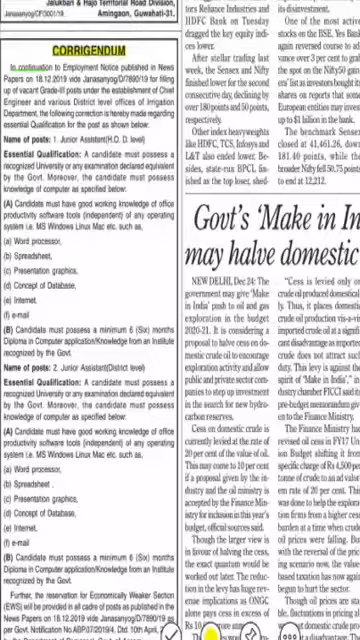 Jalukbari & Hajo Territorial Road Division,
Janasanyog/CF/5001/19. Amingaon, Guwahati-31.
CORRIGENDUM
In continuation to Employment Notice published in News
Papers on 18.12.2019 vide Janasanyog/D/7890/19 for filling
up of vacant Grade-III posts under the establishment of Chief
Engineer and various District level offices of Irrigation
Department, the following correction is hereby made regarding
essential Qualification for the post as shown below:
Name of posts: 1. Junior Assistant(H.O. D. level)
Essential Qualification: A candidate must possess a
recognized University or any examination declared equivalent
by the Govt. Moreover, the candidate must possess
knowledge of computer as specified below:
(A) Candidate must have good working knowledge of office
productivity software tools (independent) of any operating
system i.e. MS Windows Linux Mac etc. such as,
(a) Word processor,
(b) Spreadsheet,
(c) Presentation graphics,
(d) Concept of Database,
(e) Internet.
(f) e-mail
(B) Candidate must possess a minimum 6 (Six) months
Diploma in Computer application/Knowledge from an Institute
recognized by the Govt.
Name of posts: 2. Junior Assistant(District level)
Essential Qualification: A candidate must possess a
recognized University or any examination declared equivalent
by the Govt. Moreover, the candidate must possess
knowledge of computer as specified below:
(A) Candidate must have good working knowledge of office
productivity software tools (independent) of any operating
system i.e. MS Windows Linux Mac etc. such as,
(a) Word processor,
(b) Spreadsheet .
(c) Presentation graphics,
(d) Concept of Database,
(e) Internet.
(f) e-mail
(B) Candidate must possess a minimum 6 (Six) months
Diploma in Computer application/Knowledge from an Institute
recognized by the Govt.
Further, the reservation for Economically Weaker Section
(EWS) will be provided in all cadre of posts as published in the
News Papers on 18.12.2019 vide Janasanyog/D/7890/19 as
per Govt. Notification No ABP/07/2019/4, Dtd. 10th April,
tors Reliance Industries and
HDFC Bank on Tuesday
dragged the key equity indi-
ces lower.
After stellar trading last
week, the Sensex and Nifty
finished lower for the second
consecutive day, declining by
over 180 points and 50 points,
respectively.
Other index heavyweights
like HDFC, TCS, Infosys and
L&T also ended lower. Be-
sides, state-run BPCL fin-
ished as the top loser, shed-
its disinvestment.
One of the most active
stocks on the BSE, Yes Bank
again reversed course to ad-
vance over 3 per cent to grab
the spot on the Nifty50 gain-
ers' list as investors bought its
shares on reports that some
European entities may invest
up to $1 billion in the bank.
The benchmark Sensex
closed at 41,461.26, down
181.40 points, while the
broader Nifty fell 50.75 points
to end at 12,212.
Govt's 'Make in In
may halve domestic
NEW DELHI, Dec 24: The
government may give 'Make
in India' push to oil and gas
exploration in the budget
2020-21. It is considering a
proposal to halve cess on do-
mestic crude oil to encourage
exploration activity and allow
public and private sector com-
panies to step up investment
in the search for new hydro-
carbon reserves.
Cess on domestic crude is
currently levied at the rate of
20 per cent of the value of oil.
This may come to 10 per cent
if a proposal given by the in-
dustry and the oil ministry is
accepted by the Finance Min-
istry for inclusion in this year's
budget, official sources said.
Though the larger view is
in favour of halving the cess,
the exact quantum would be
worked out later. The reduc-
tion in the levy has huge rev-
enue implications as ONGC
alone pays cess in excess of
"Cess is levied only on
crude oil produced domestical-
ly. Thus, it places domestic
crude oil production vis-a-vis
imported crude oil at a signifi-
cant disadvantage as imported
crude does not attract such
duty. This levy is against the
spirit of 'Make in India'," in-
dustry chamber FICCI said its
pre-budget memorandum give
en to the Finance Ministry.
The Finance Ministry had
revised oil cess in FY17 Un
ion Budget shifting it from
specific charge of Rs 4,500 per
tonne of crude to an ad valor
em rate of 20 per cent. This
was done to help the explora
tion firms from a higher cess
burden at a time when crude
oil prices were falling. But
with the reversal of the pric
ing scenario now, the value
based taxation has now again
begun to hurt the sector.
Though oil prices are sta
ble, fluctuations in pricing al
domestic crude pro